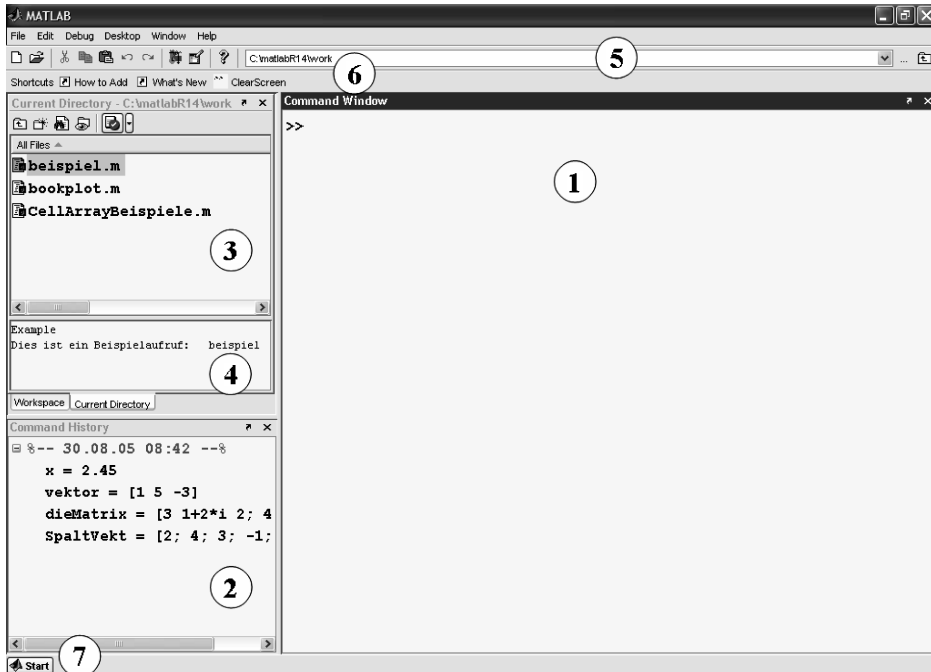 MATLAB
File Edit Debug Desktop Window Help
C:\matlabR14\work
5
...
Shortcuts How to Add What's New ClearScreen
6
Current Directory - C:\matlabR14\work
All Files
beispiel.m
bookplot.m
CellArrayBeispiele.m
3
Example
Dies ist ein Beispielaufruf: beispiel
4
Workspace Current Directory
Command History
%-- 30.08.05 08:42 --%
x = 2.45
vektor = [1 5 -3]
dieMatrix = [3 1+2*i 2; 4
SpaltVekt = [2; 4; 3; -1;
2
Command Window
>>
1
Start
7